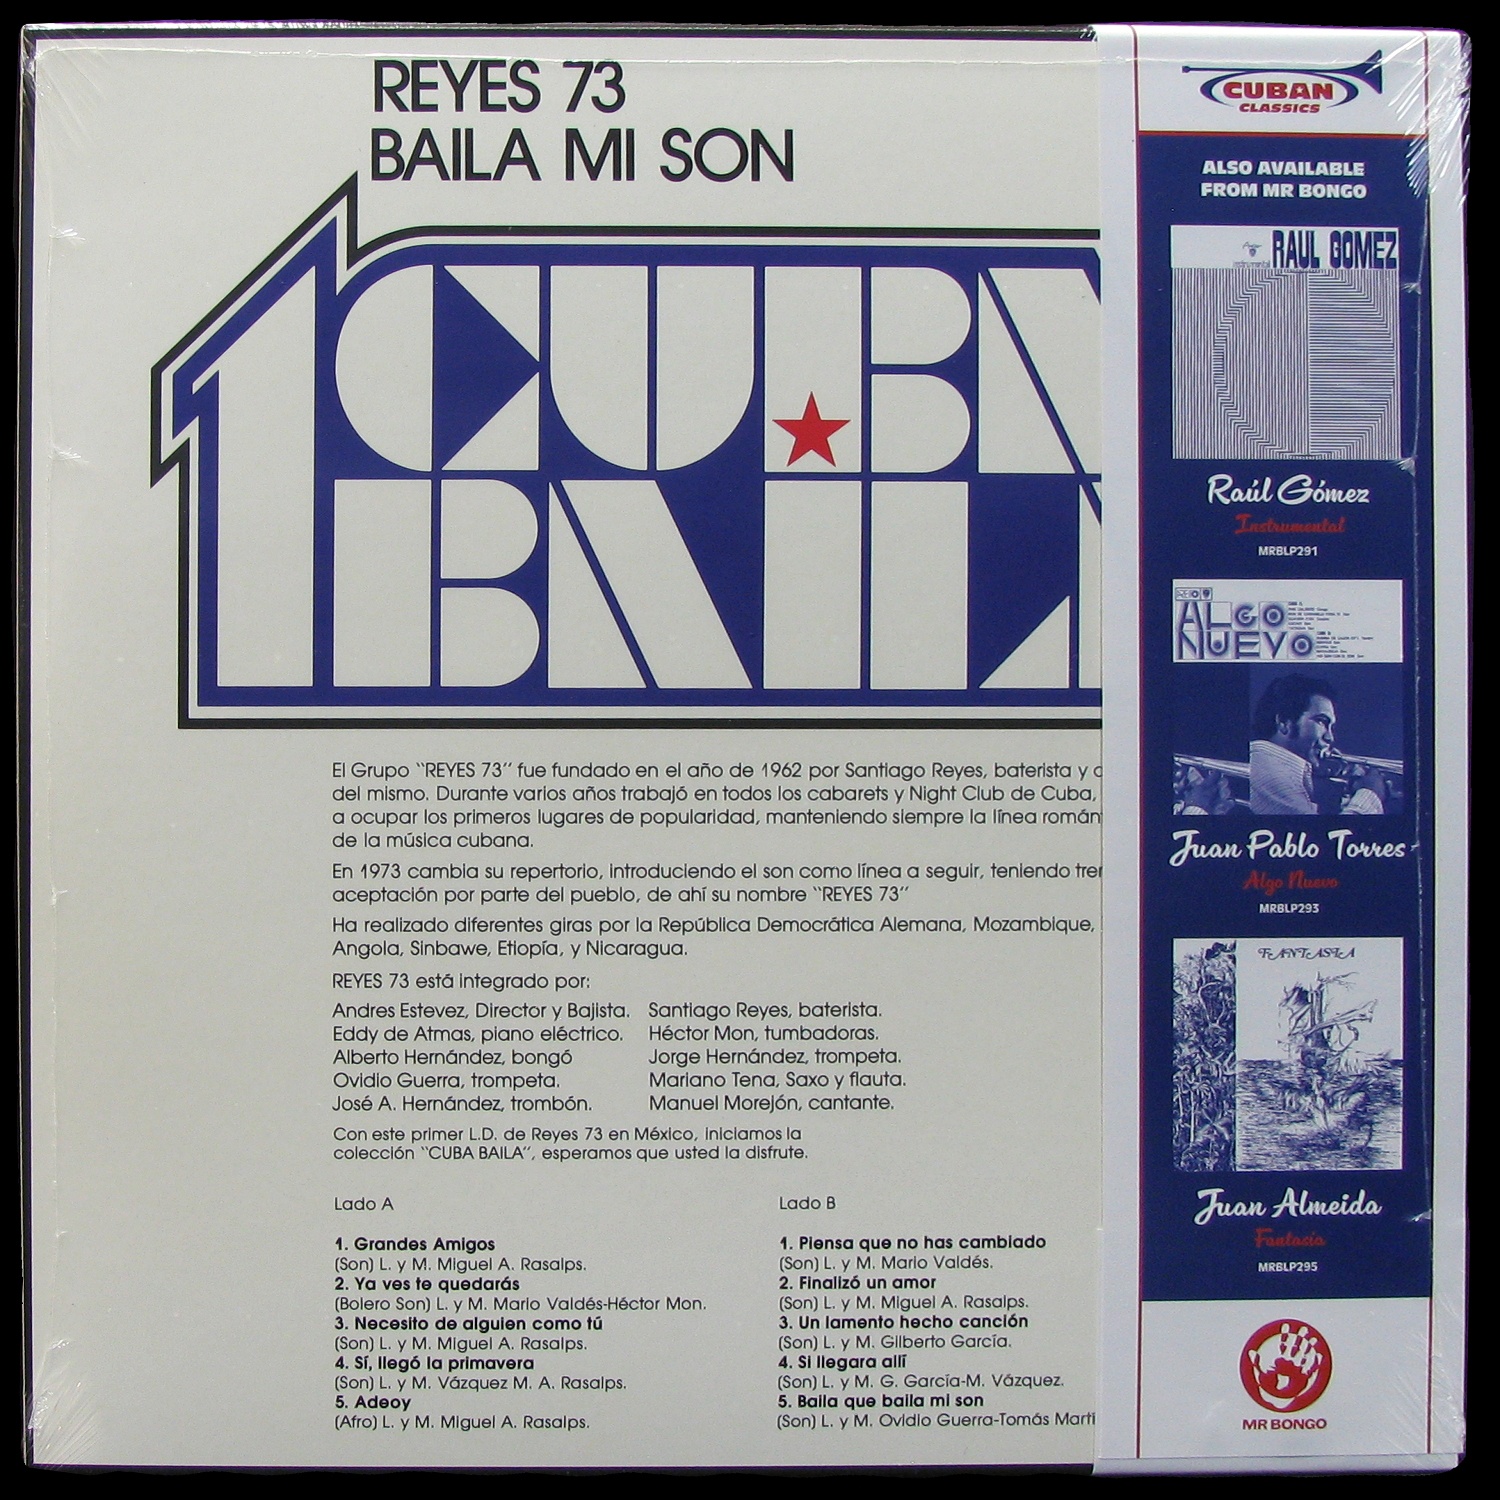 REYES 73
BAILA MI SON
1 CUBA
BAILA
El Grupo "REYES 73" fue fundado en el año de 1962 por Santiago Reyes, baterista y
del mismo. Durante varios años trabajó en todos los cabarets y Night Club de Cuba,
a ocupar los primeros lugares de popularidad, manteniendo siempre la línea román
de la música cubana.
En 1973 cambia su repertorio, introduciendo el son como línea a seguir, teniendo tre
aceptación por parte del pueblo, de ahí su nombre "REYES 73"
Ha realizado diferentes giras por la República Democrática Alemana, Mozambique,
Angola, Sinbawe, Etiopía, y Nicaragua.
REYES 73 está integrado por:
Andres Estevez, Director y Bajista.
Eddy de Atmas, piano eléctrico.
Alberto Hernández, bongó
Ovidio Guerra, trompeta.
José A. Hernández, trombón.
Santiago Reyes, baterista.
Héctor Mon, tumbadoras.
Jorge Hernández, trompeta.
Mariano Tena, Saxo y flauta.
Manuel Morejón, cantante.
Con este primer L.D. de Reyes 73 en México, iniciamos la
colección "CUBA BAILA", esperamos que usted la disfrute.
Lado A
1. Grandes Amigos
(Son) L. y M. Miguel A. Rasalps.
2. Ya ves te quedarás
(Bolero Son) L. y M. Mario Valdés-Héctor Mon.
3. Necesito de alguien como tú
(Son) L. y M. Miguel A. Rasalps.
4. Sí, llegó la primavera
(Son) L. y M. Vázquez M. A. Rasalps.
5. Adeoy
(Afro) L. y M. Miguel A. Rasalps.
Lado B
1. Piensa que no has cambiado
(Son) L. y M. Mario Valdés.
2. Finalizó un amor
(Son) L. y M. Miguel A. Rasalps.
3. Un lamento hecho canción
(Son) L. y M. Gilberto García.
4. Si llegara allí
(Son) L. y M. G. García-M. Vázquez.
5. Baila que baila mi son
(Son) L. y M. Ovidio Guerra-Tomás Martí
CUBAN
CLASSICS
ALSO AVAILABLE
FROM MR BONGO
RAUL GOMEZ
instrumental
Raúl Gómez
Instrumental
MRBLP291
ALGO
NUEVO
Juan Pablo Torres
Algo Nuevo
MRBLP293
FANTASIA
Juan Almeida
Fantasia
MRBLP295
MR BONGO